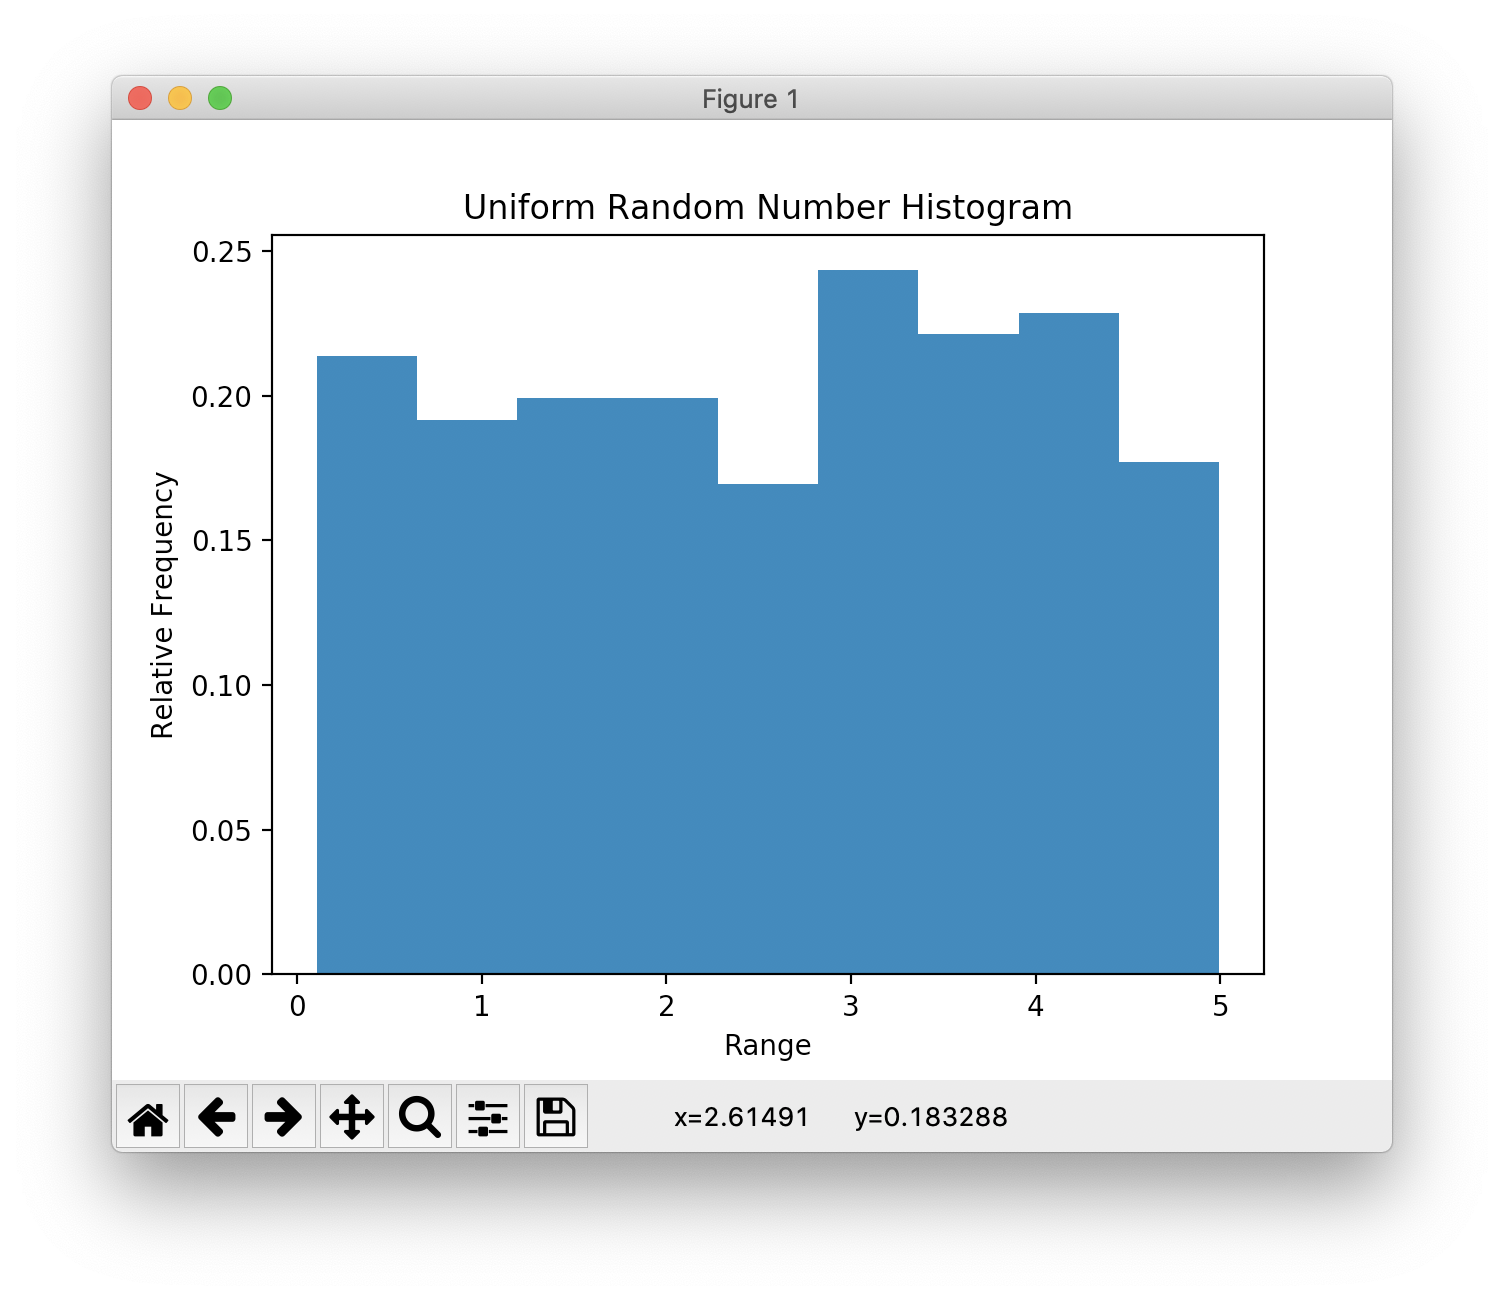 Figure 1
Uniform Random Number Histogram
0.25
0.20
0.15
0.10
0.05
0.00
Relative Frequency
0 1 2 3 4 5
Range
x=2.61491 y=0.183288